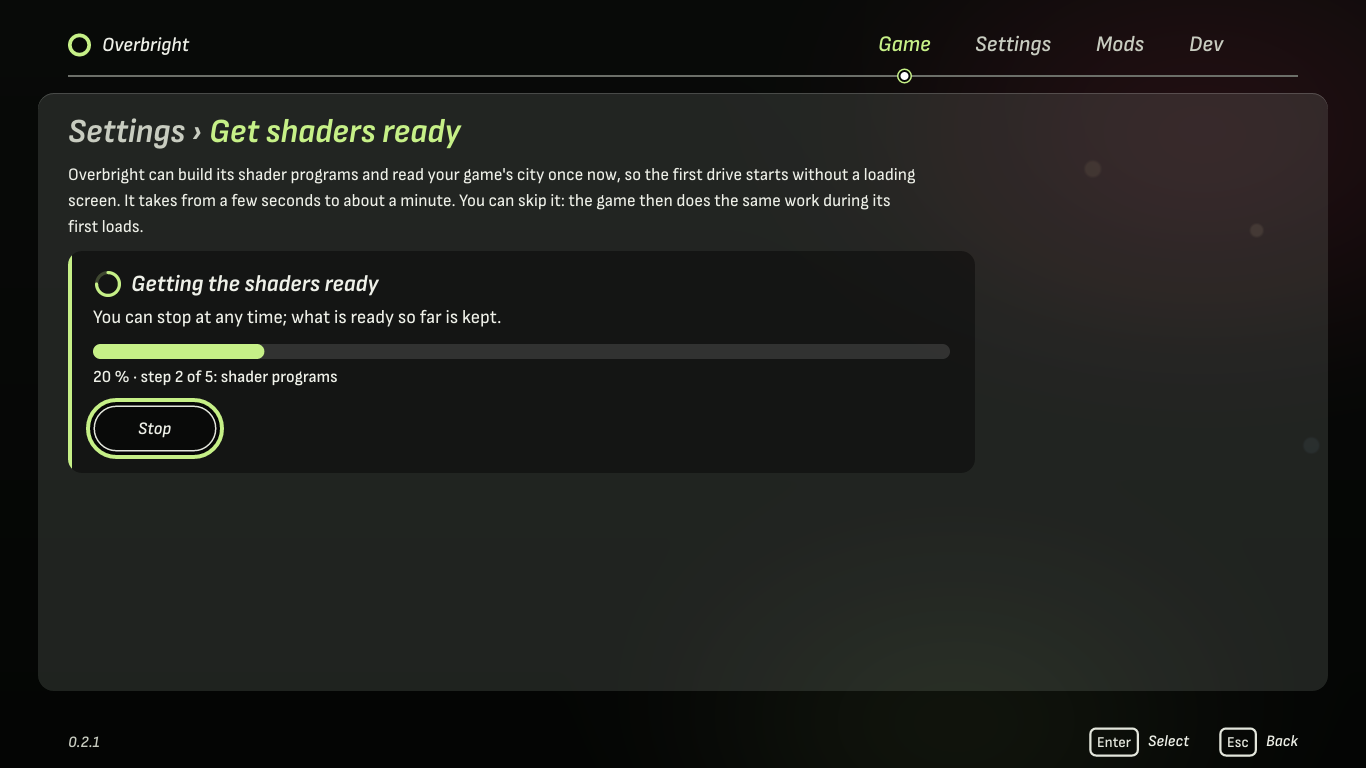 Overbright
Game Settings Mods Dev
Settings › Get shaders ready
Overbright can build its shader programs and read your game's city once now, so the first drive starts without a loading
screen. It takes from a few seconds to about a minute. You can skip it: the game then does the same work during its
first loads.
Getting the shaders ready
You can stop at any time; what is ready so far is kept.
20 % · step 2 of 5: shader programs
Stop
0.2.1
Enter Select Esc Back